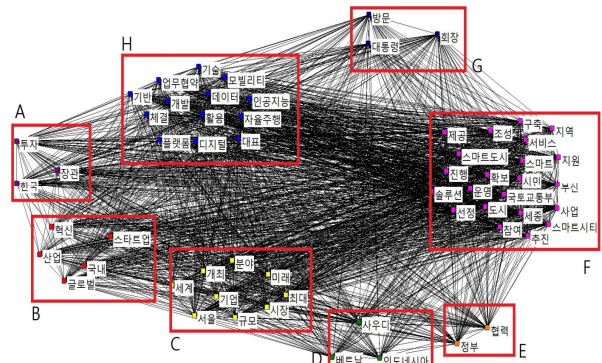 방문
회장
대통령
G
H
기술
업무협약
모빌리티
기반
개발
데이터
인공지능
체결
활용
자율주행
플랫폼
디지털
대표
A
투자
장관
한국
구축
지역
제공
조성
서비스
스마트도시
스마트
지원
진행
확보
시민
부신
솔루션
운영
국토교통부
선정
도시
세종
사업
참여
스마트시티
추진
F
혁신
스타트업
산업
국내
글로벌
B
분야
개최
미래
세계
기업
최대
서울
규모
시장
C
사우디
베트남
인도네시아
D
협력
정부
E